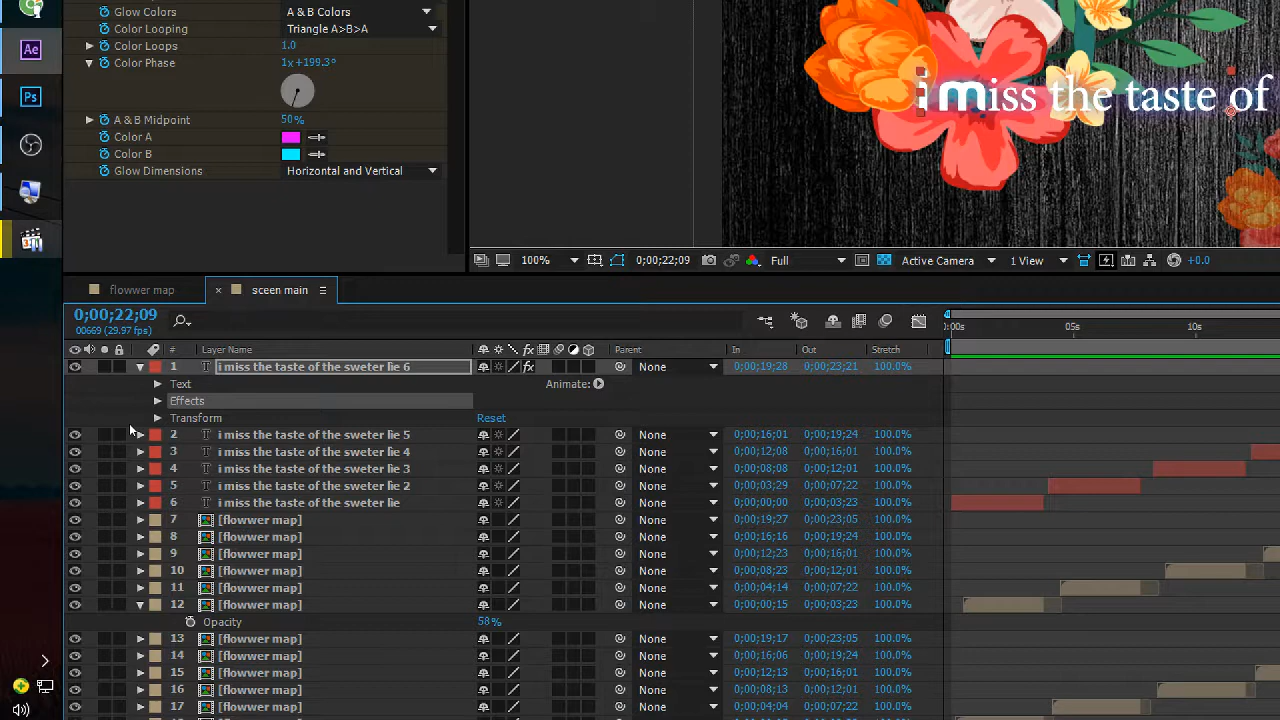 Glow Colors A & B Colors
Color Looping Triangle A>B>A
Color Loops 1.0
Color Phase 1x+199.3°
A & B Midpoint 50%
Color A
Color B
Glow Dimensions Horizontal and Vertical
Ae
Ps
i miss the taste of
100% 0;00;22;09 Full Active Camera 1 View +0.0
flowwer map × sceen main
0;00;22;09
00669 (29.97 fps)
:00s 05s 10s
# Layer Name Parent In Out Stretch
1 T i miss the taste of the sweter lie 6 fx None 0;00;19;28 0;00;23;21 100.0%
Text Animate:
Effects
Transform Reset
2 T i miss the taste of the sweter lie 5 None 0;00;16;01 0;00;19;24 100.0%
3 T i miss the taste of the sweter lie 4 None 0;00;12;08 0;00;16;01 100.0%
4 T i miss the taste of the sweter lie 3 None 0;00;08;08 0;00;12;01 100.0%
5 T i miss the taste of the sweter lie 2 None 0;00;03;29 0;00;07;22 100.0%
6 T i miss the taste of the sweter lie None 0;00;00;00 0;00;03;23 100.0%
7 [flowwer map] None 0;00;19;27 0;00;23;05 100.0%
8 [flowwer map] None 0;00;16;16 0;00;19;24 100.0%
9 [flowwer map] None 0;00;12;23 0;00;16;01 100.0%
10 [flowwer map] None 0;00;08;23 0;00;12;01 100.0%
11 [flowwer map] None 0;00;04;14 0;00;07;22 100.0%
12 [flowwer map] None 0;00;00;15 0;00;03;23 100.0%
Opacity 58%
13 [flowwer map] None 0;00;19;17 0;00;23;05 100.0%
14 [flowwer map] None 0;00;16;06 0;00;19;24 100.0%
15 [flowwer map] None 0;00;12;13 0;00;16;01 100.0%
16 [flowwer map] None 0;00;08;13 0;00;12;01 100.0%
17 [flowwer map] None 0;00;04;04 0;00;07;22 100.0%